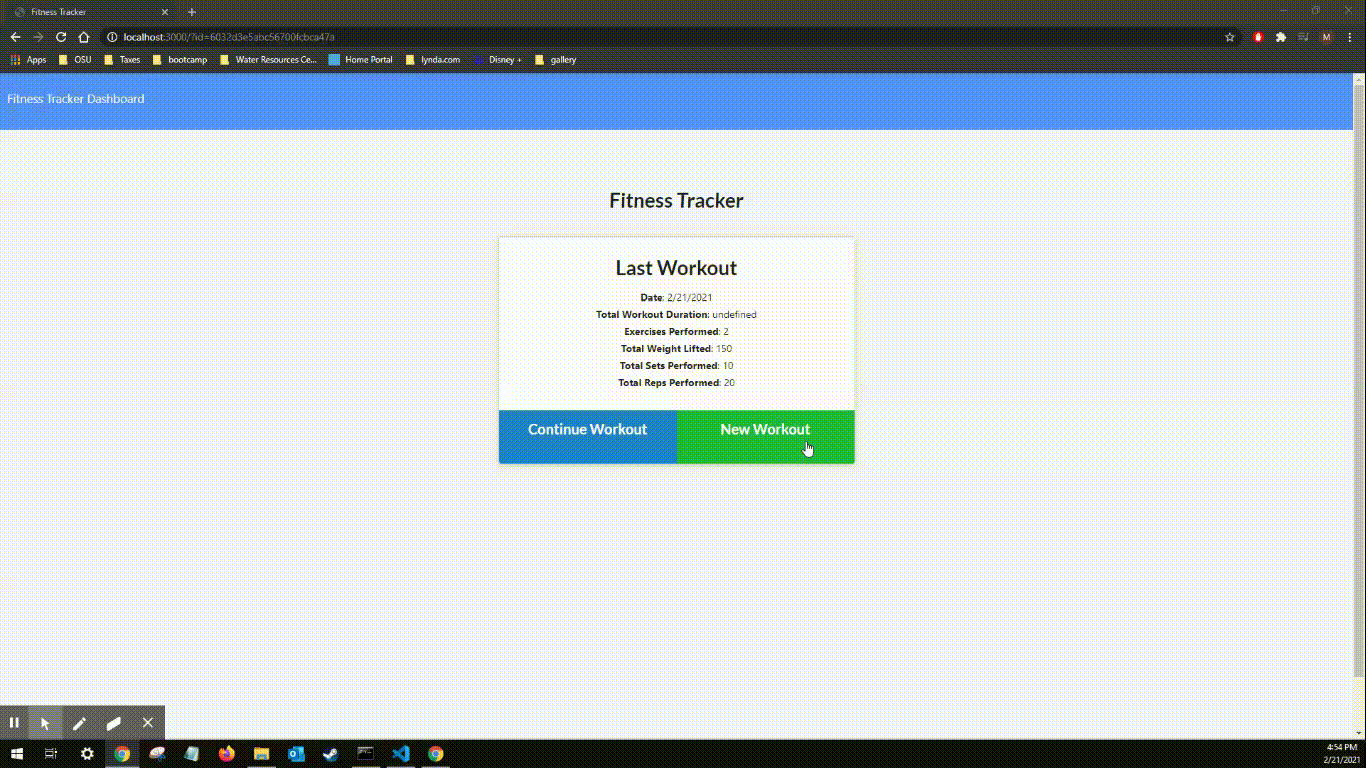 Fitness Tracker
localhost:3000/?id=6032d3e5abc56700fcbca47a
Apps OSU Taxes bootcamp Water Resources Ce... Home Portal lynda.com Disney + gallery
M
Fitness Tracker Dashboard
Fitness Tracker
Last Workout
Date: 2/21/2021
Total Workout Duration: undefined
Exercises Performed: 2
Total Weight Lifted: 150
Total Sets Performed: 10
Total Reps Performed: 20
Continue Workout New Workout
4:54 PM
2/21/2021